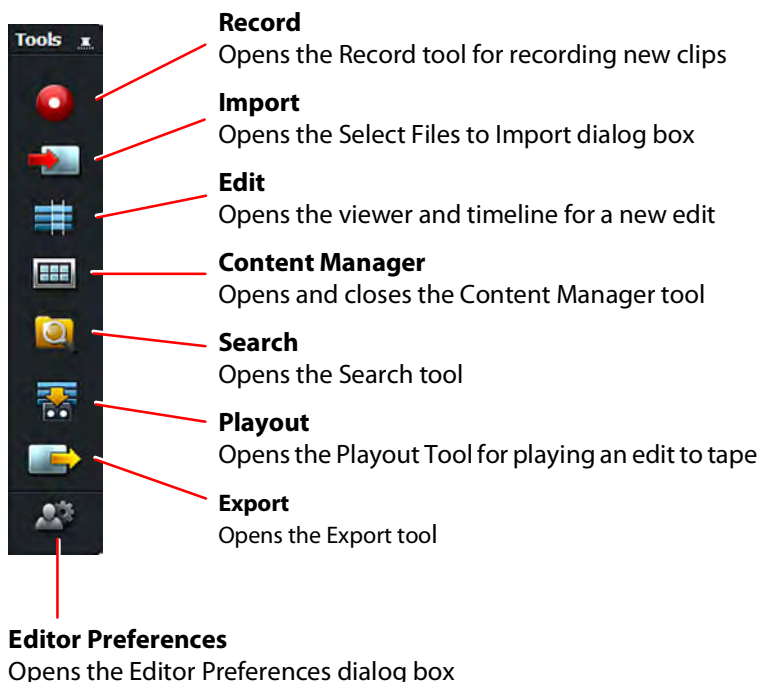 Tools
Record
Opens the Record tool for recording new clips
Import
Opens the Select Files to Import dialog box
Edit
Opens the viewer and timeline for a new edit
Content Manager
Opens and closes the Content Manager tool
Search
Opens the Search tool
Playout
Opens the Playout Tool for playing an edit to tape
Export
Opens the Export tool
Editor Preferences
Opens the Editor Preferences dialog box